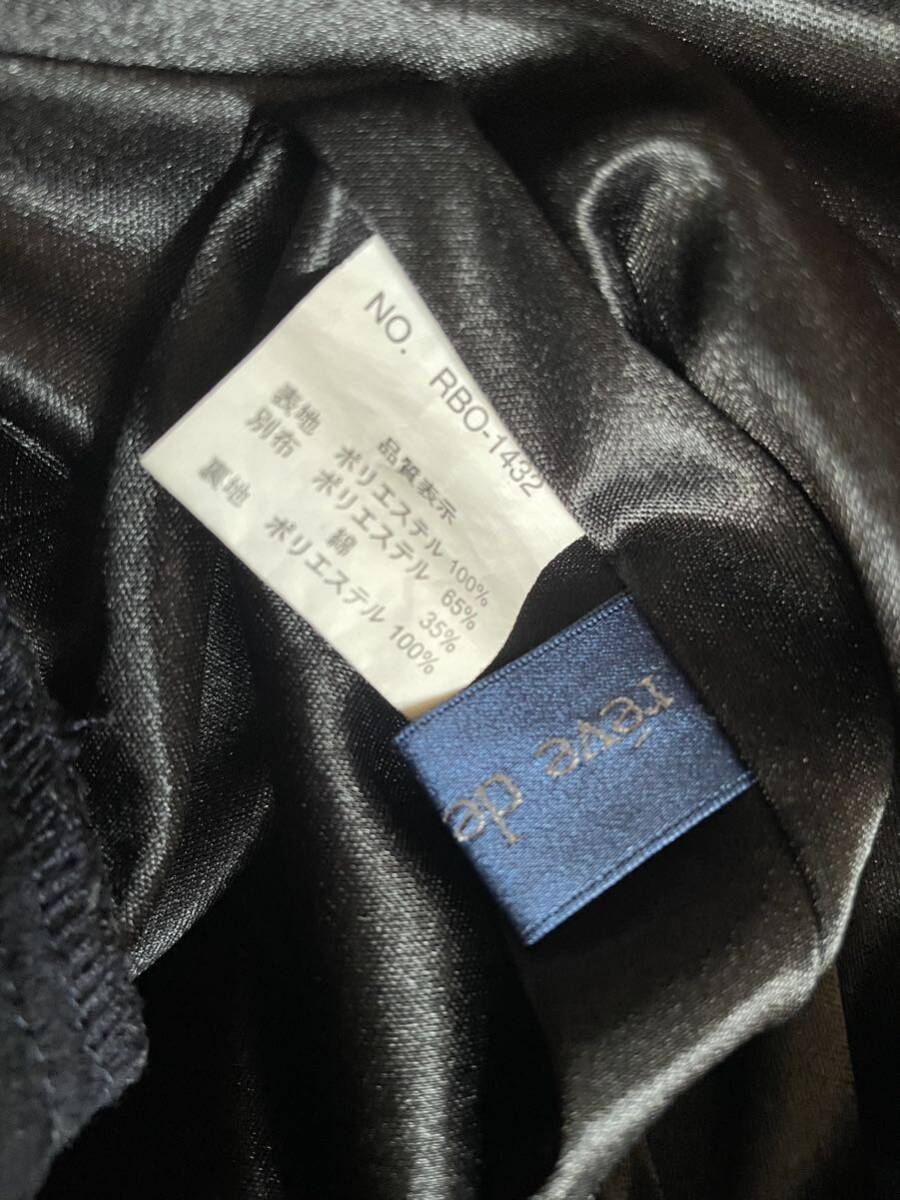 NO. RBO-1432
品質表示
表地 ポリエステル 100%
別布 ポリエステル 65%
綿 35%
裏地 ポリエステル 100%
rêve de